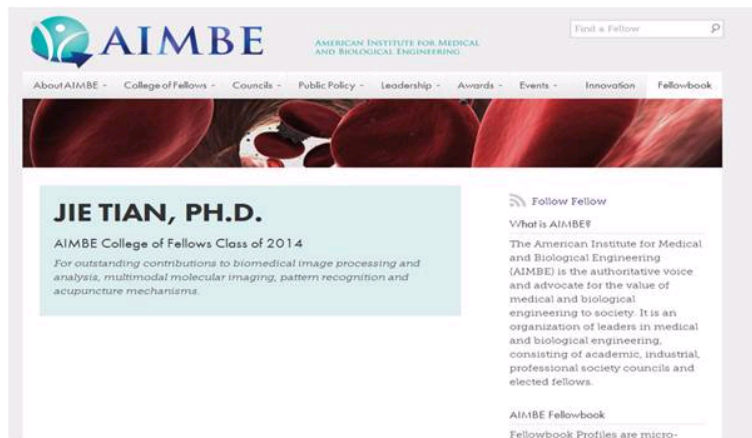 AIMBE
AMERICAN INSTITUTE FOR MEDICAL
AND BIOLOGICAL ENGINEERING
Find a Fellow
About AIMBE College of Fellows Councils Public Policy Leadership Awards Events Innovation Fellowbook
JIE TIAN, PH.D.
AIMBE College of Fellows Class of 2014
For outstanding contributions to biomedical image processing and
analysis, multimodal molecular imaging, pattern recognition and
acupuncture mechanisms.
Follow Fellow
What is AIMBE?
The American Institute for Medical
and Biological Engineering
(AIMBE) is the authoritative voice
and advocate for the value of
medical and biological
engineering to society. It is an
organization of leaders in medical
and biological engineering,
consisting of academic, industrial,
professional society councils and
elected fellows.
AIMBE Fellowbook
Fellowbook Profiles are micro-